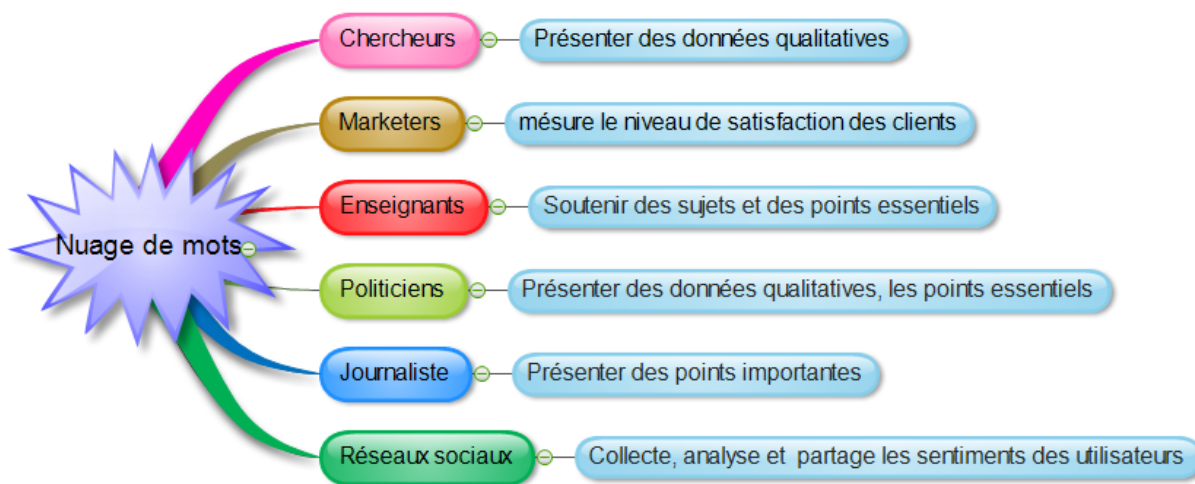 Nuage de mots
Chercheurs
Présenter des données qualitatives
Marketers
mésure le niveau de satisfaction des clients
Enseignants
Soutenir des sujets et des points essentiels
Politiciens
Présenter des données qualitatives, les points essentiels
Journaliste
Présenter des points importantes
Réseaux sociaux
Collecte, analyse et partage les sentiments des utilisateurs